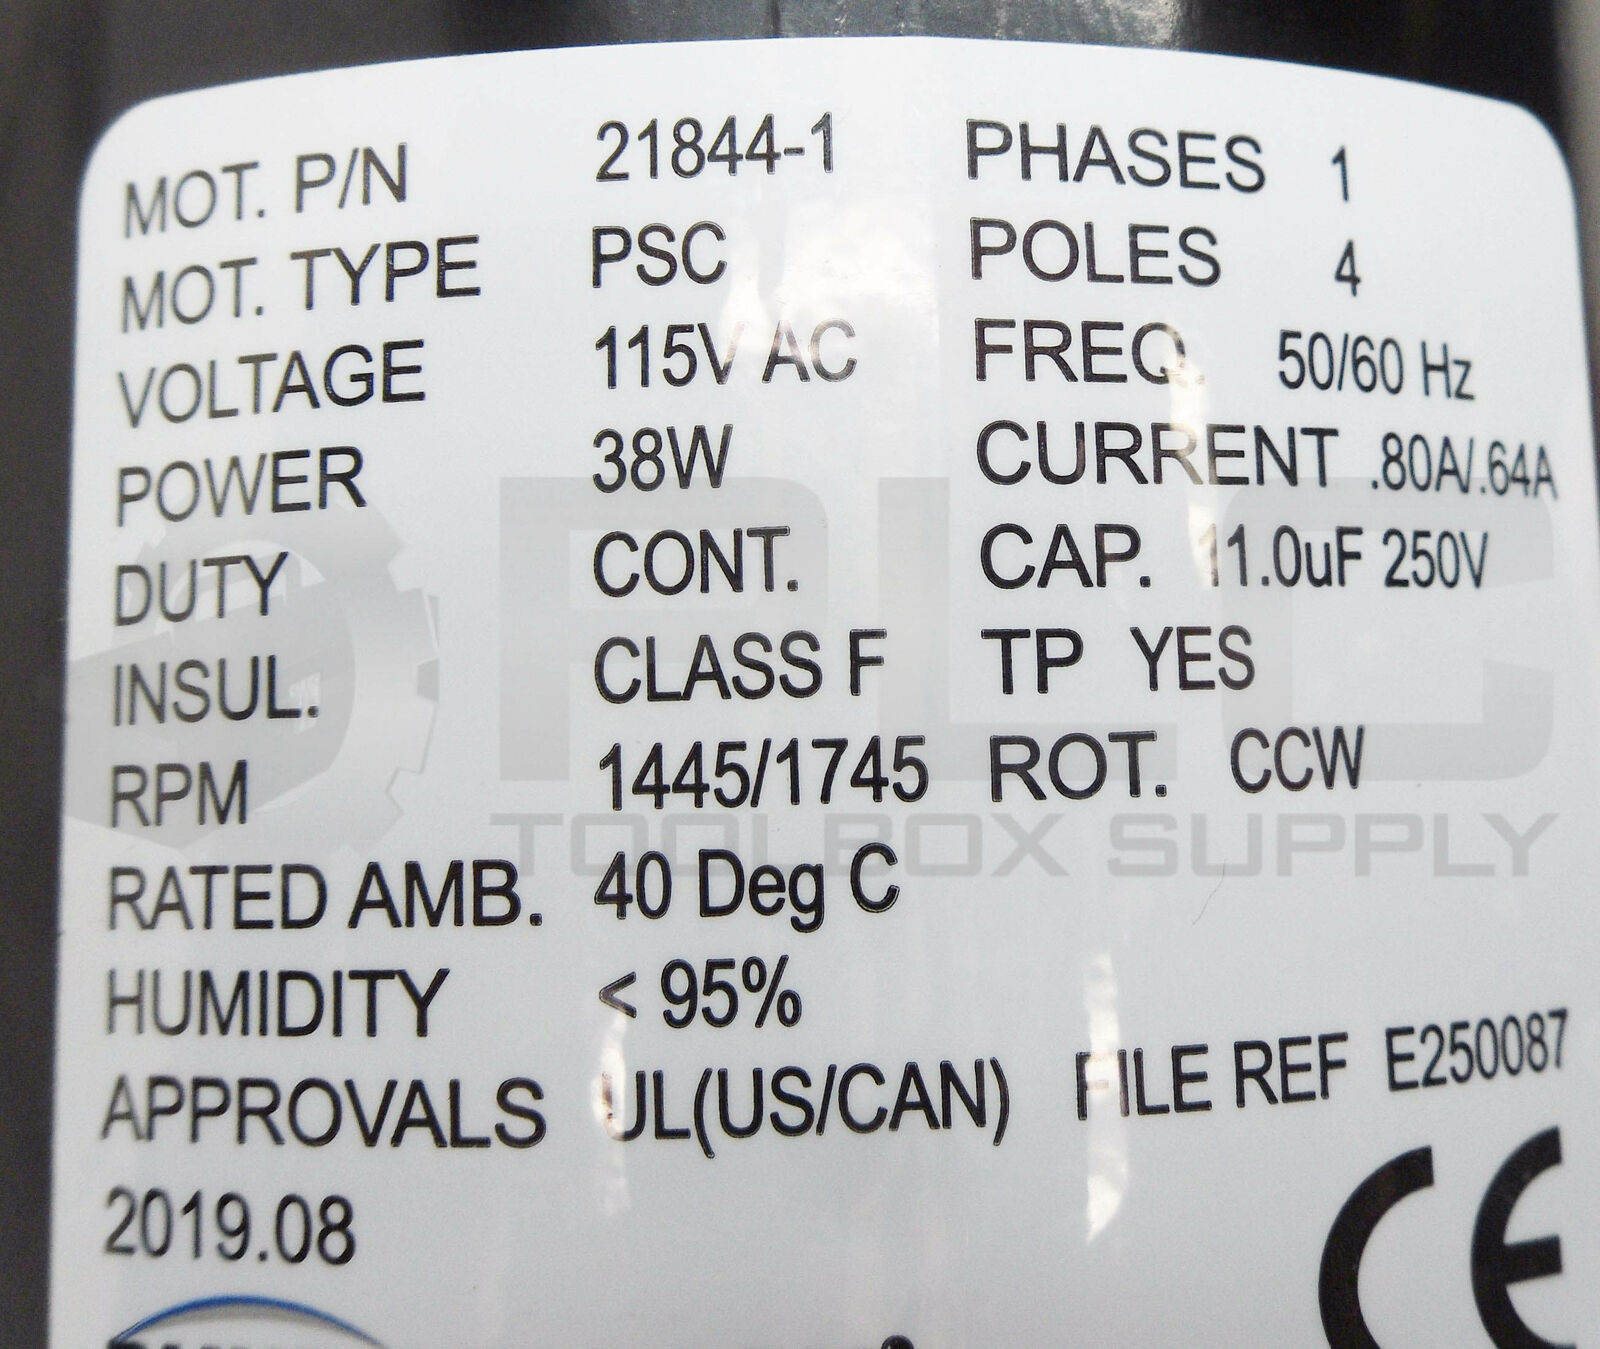 MOT. P/N 21844-1 PHASES 1
MOT. TYPE PSC POLES 4
VOLTAGE 115V AC FREQ. 50/60 Hz
POWER 38W CURRENT .80A/.64A
DUTY CONT. CAP. 11.0uF 250V
INSUL. CLASS F TP YES
RPM 1445/1745 ROT. CCW
RATED AMB. 40 Deg C
HUMIDITY < 95%
APPROVALS UL(US/CAN) FILE REF E250087
2019.08
CE
PLC
TOOLBOX SUPPLY